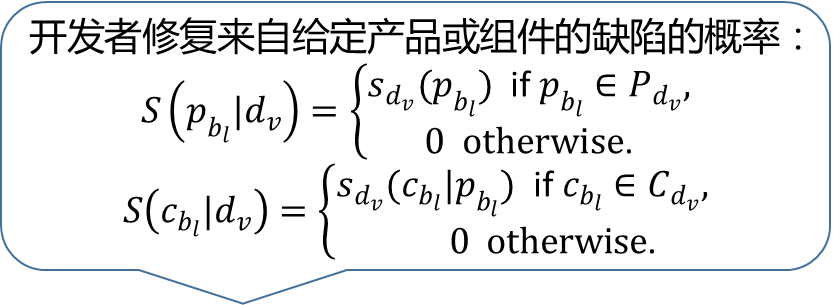 开发者修复来自给定产品或组件的缺陷的概率：
S(p_{b_l}|d_v) = { s_{d_v}(p_{b_l}) if p_{b_l} ∈ P_{d_v},
0 otherwise.
S(c_{b_l}|d_v) = { s_{d_v}(c_{b_l}|p_{b_l}) if c_{b_l} ∈ C_{d_v},
0 otherwise.